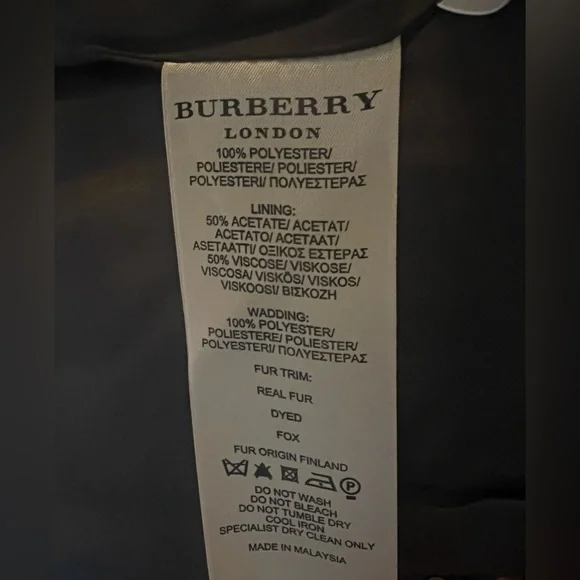 BURBERRY
LONDON
100% POLYESTER/
POLIESTERE/ POLIESTER/
POLYESTERI/ ΠΟΛΥΕΣΤΕΡΑΣ
LINING:
50% ACETATE/ ACETAT/
ACETATO/ ACETAAT/
ASETAATTI/ ΟΞΙΚΟΣ ΕΣΤΕΡΑΣ
50% VISCOSE/ VISKOSE/
VISCOSA/ VISKÓS/ VISKOS/
VISKOOSI/ ΒΙΣΚΟΖΗ
WADDING:
100% POLYESTER/
POLIESTERE/ POLIESTER/
POLYESTERI/ ΠΟΛΥΕΣΤΕΡΑΣ
FUR TRIM:
REAL FUR
DYED
FOX
FUR ORIGIN FINLAND
P
DO NOT WASH
DO NOT BLEACH
DO NOT TUMBLE DRY
COOL IRON
SPECIALIST DRY CLEAN ONLY
MADE IN MALAYSIA